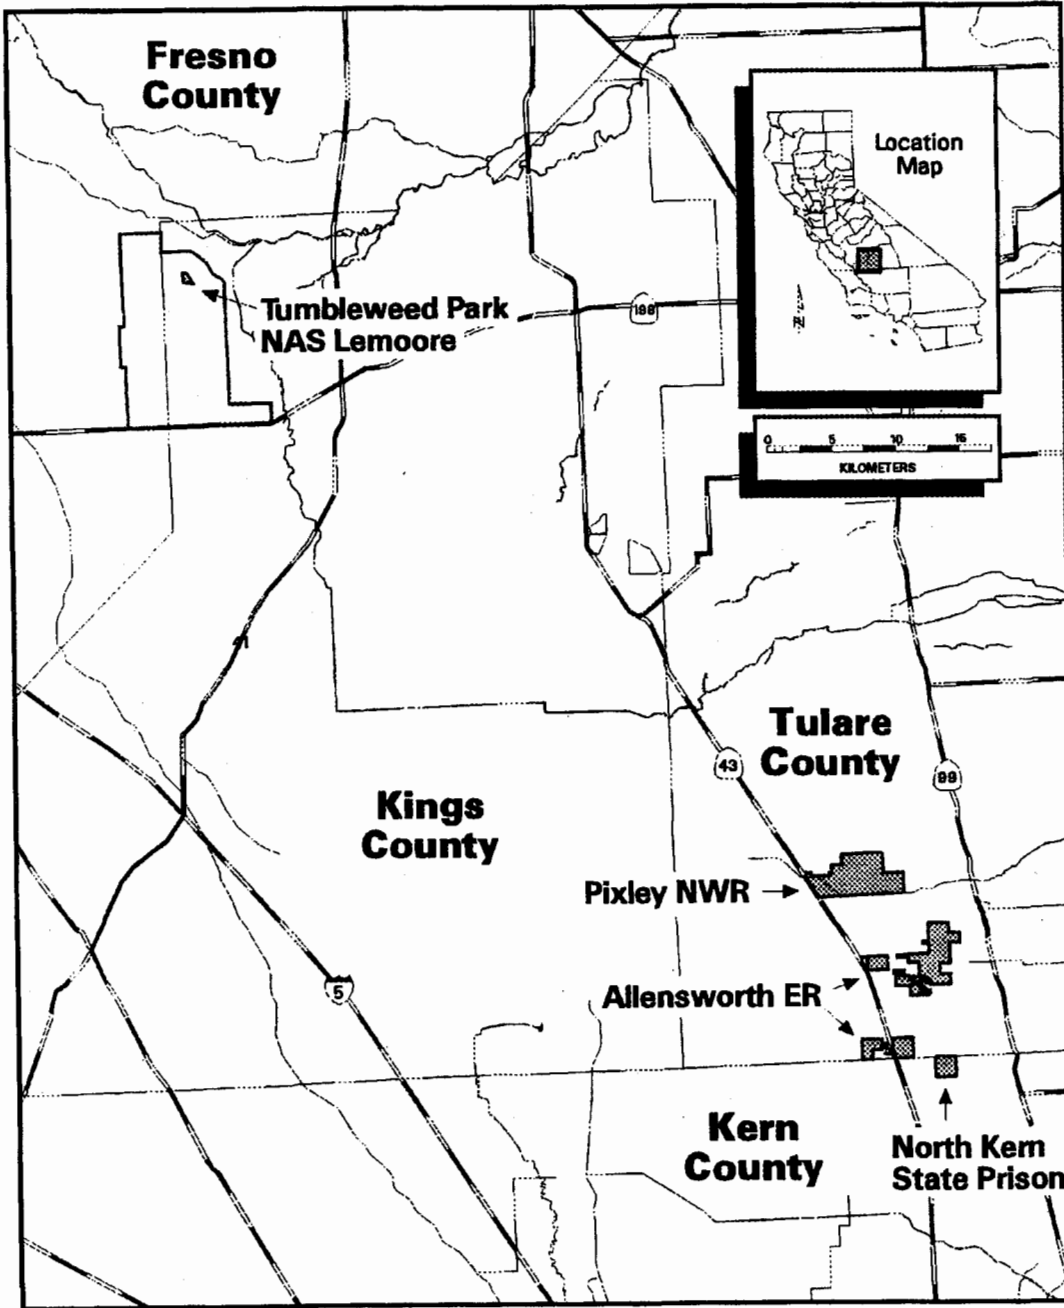 Fresno
County
Location
Map
N
Tumbleweed Park
NAS Lemoore
198
0 5 10 15
KILOMETERS
41
Tulare
County
43
99
Kings
County
Pixley NWR
5
Allensworth ER
Kern
County
North Kern
State Prison